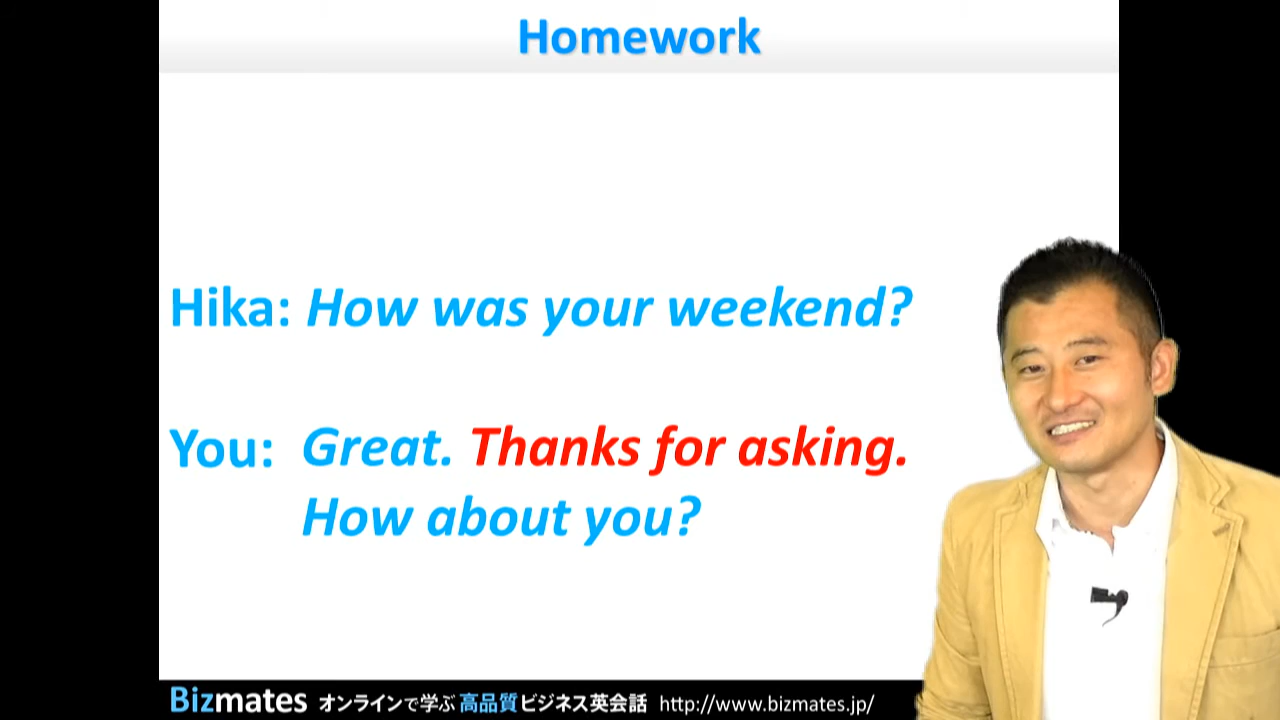 Homework
Hika: How was your weekend?
You: Great. Thanks for asking.
How about you?
Bizmates オンラインで学ぶ 高品質 ビジネス英会話 http://www.bizmates.jp/